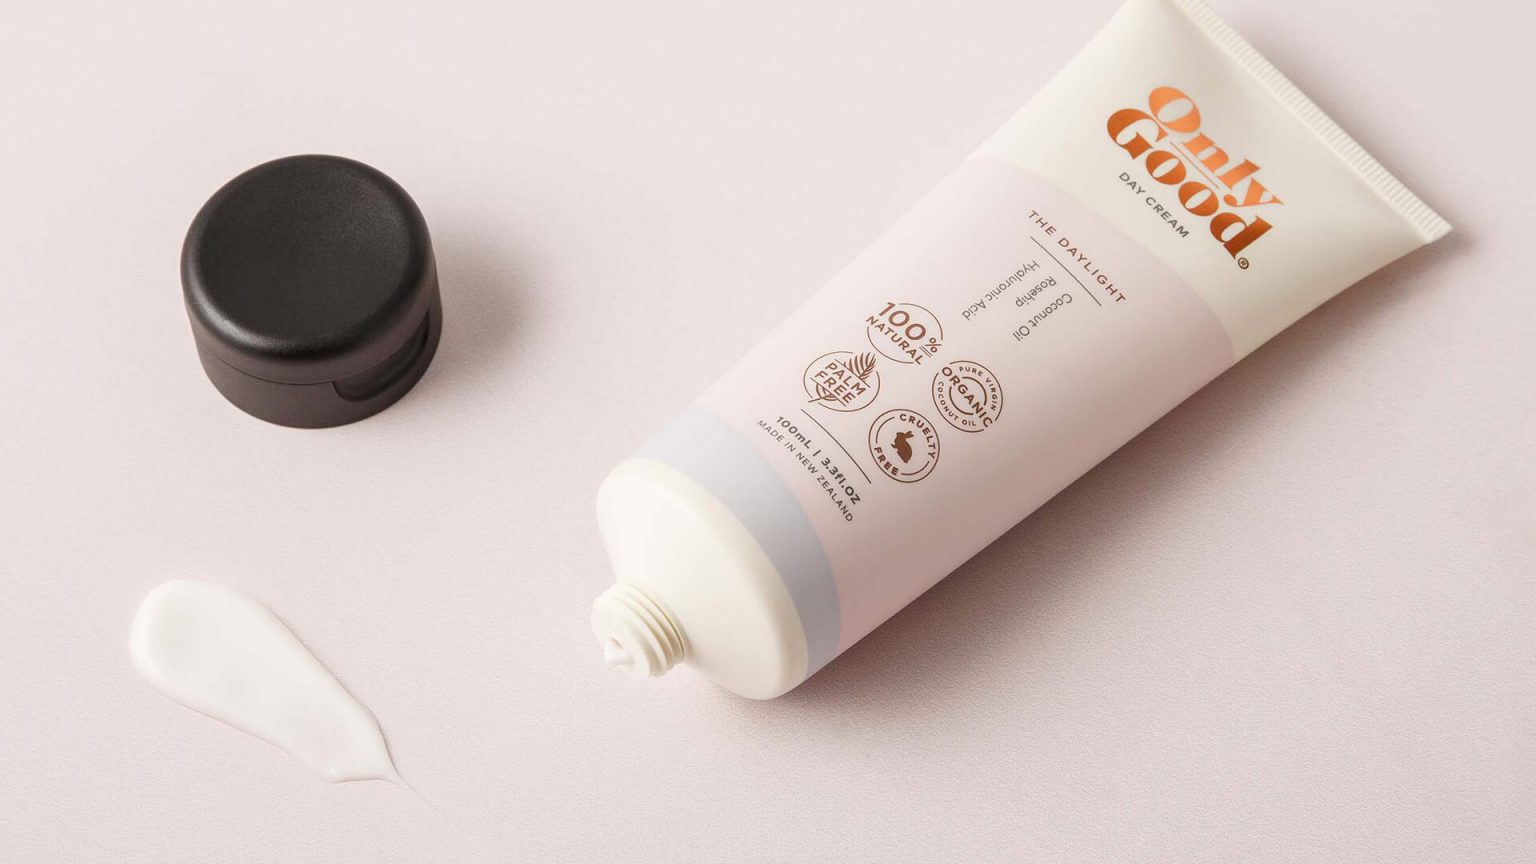 Only
Good®
DAY CREAM
THE DAYLIGHT
Coconut Oil
Rosehip
Hyaluronic Acid
100%
NATURAL
PURE VIRGIN
ORGANIC
COCONUT OIL
PALM
FREE
CRUELTY
FREE
100mL | 3.3fl.OZ
MADE IN NEW ZEALAND